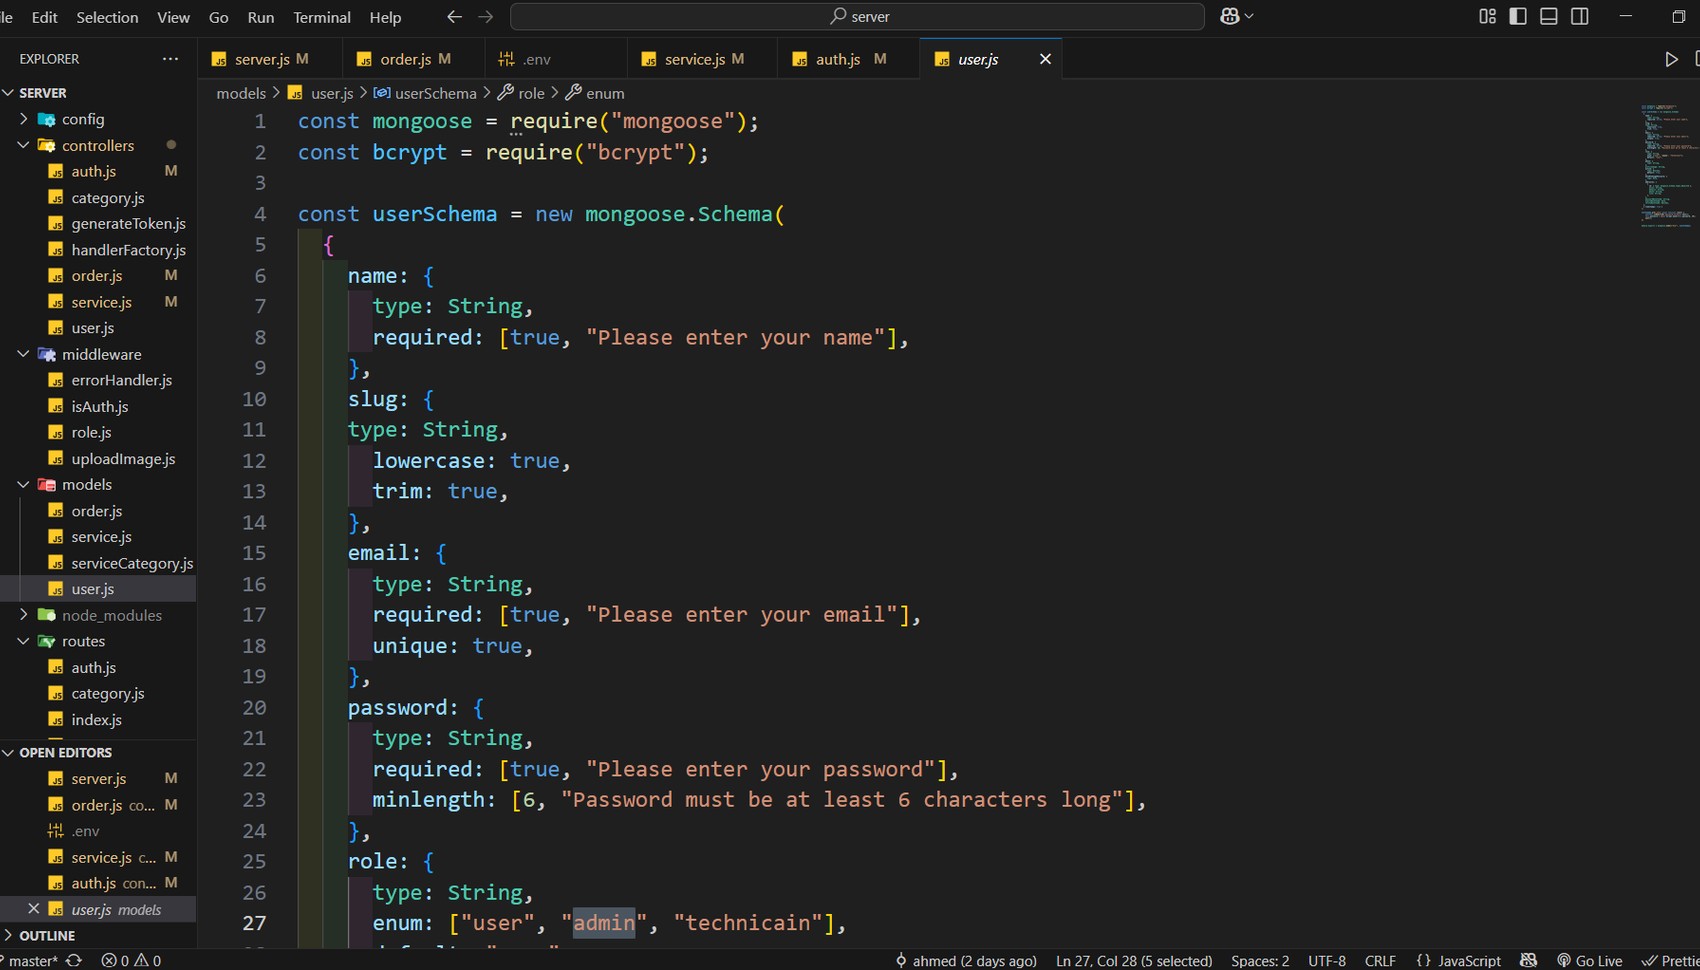 Edit Selection View Go Run Terminal Help server
EXPLORER
SERVER
config
controllers
auth.js M
category.js
generateToken.js
handlerFactory.js
order.js M
service.js M
user.js
middleware
errorHandler.js
isAuth.js
role.js
uploadImage.js
models
order.js
service.js
serviceCategory.js
user.js
node_modules
routes
auth.js
category.js
index.js
OPEN EDITORS
server.js M
order.js co... M
.env
service.js c... M
auth.js con... M
user.js models
OUTLINE
server.js M order.js M .env service.js M auth.js M user.js
models > user.js > userSchema > role > enum
1 const mongoose = require("mongoose");
2 const bcrypt = require("bcrypt");
3
4 const userSchema = new mongoose.Schema(
5 {
6 name: {
7 type: String,
8 required: [true, "Please enter your name"],
9 },
10 slug: {
11 type: String,
12 lowercase: true,
13 trim: true,
14 },
15 email: {
16 type: String,
17 required: [true, "Please enter your email"],
18 unique: true,
19 },
20 password: {
21 type: String,
22 required: [true, "Please enter your password"],
23 minlength: [6, "Password must be at least 6 characters long"],
24 },
25 role: {
26 type: String,
27 enum: ["user", "admin", "technicain"],
master* 0 0 ahmed (2 days ago) Ln 27, Col 28 (5 selected) Spaces: 2 UTF-8 CRLF {} JavaScript Go Live Prettie